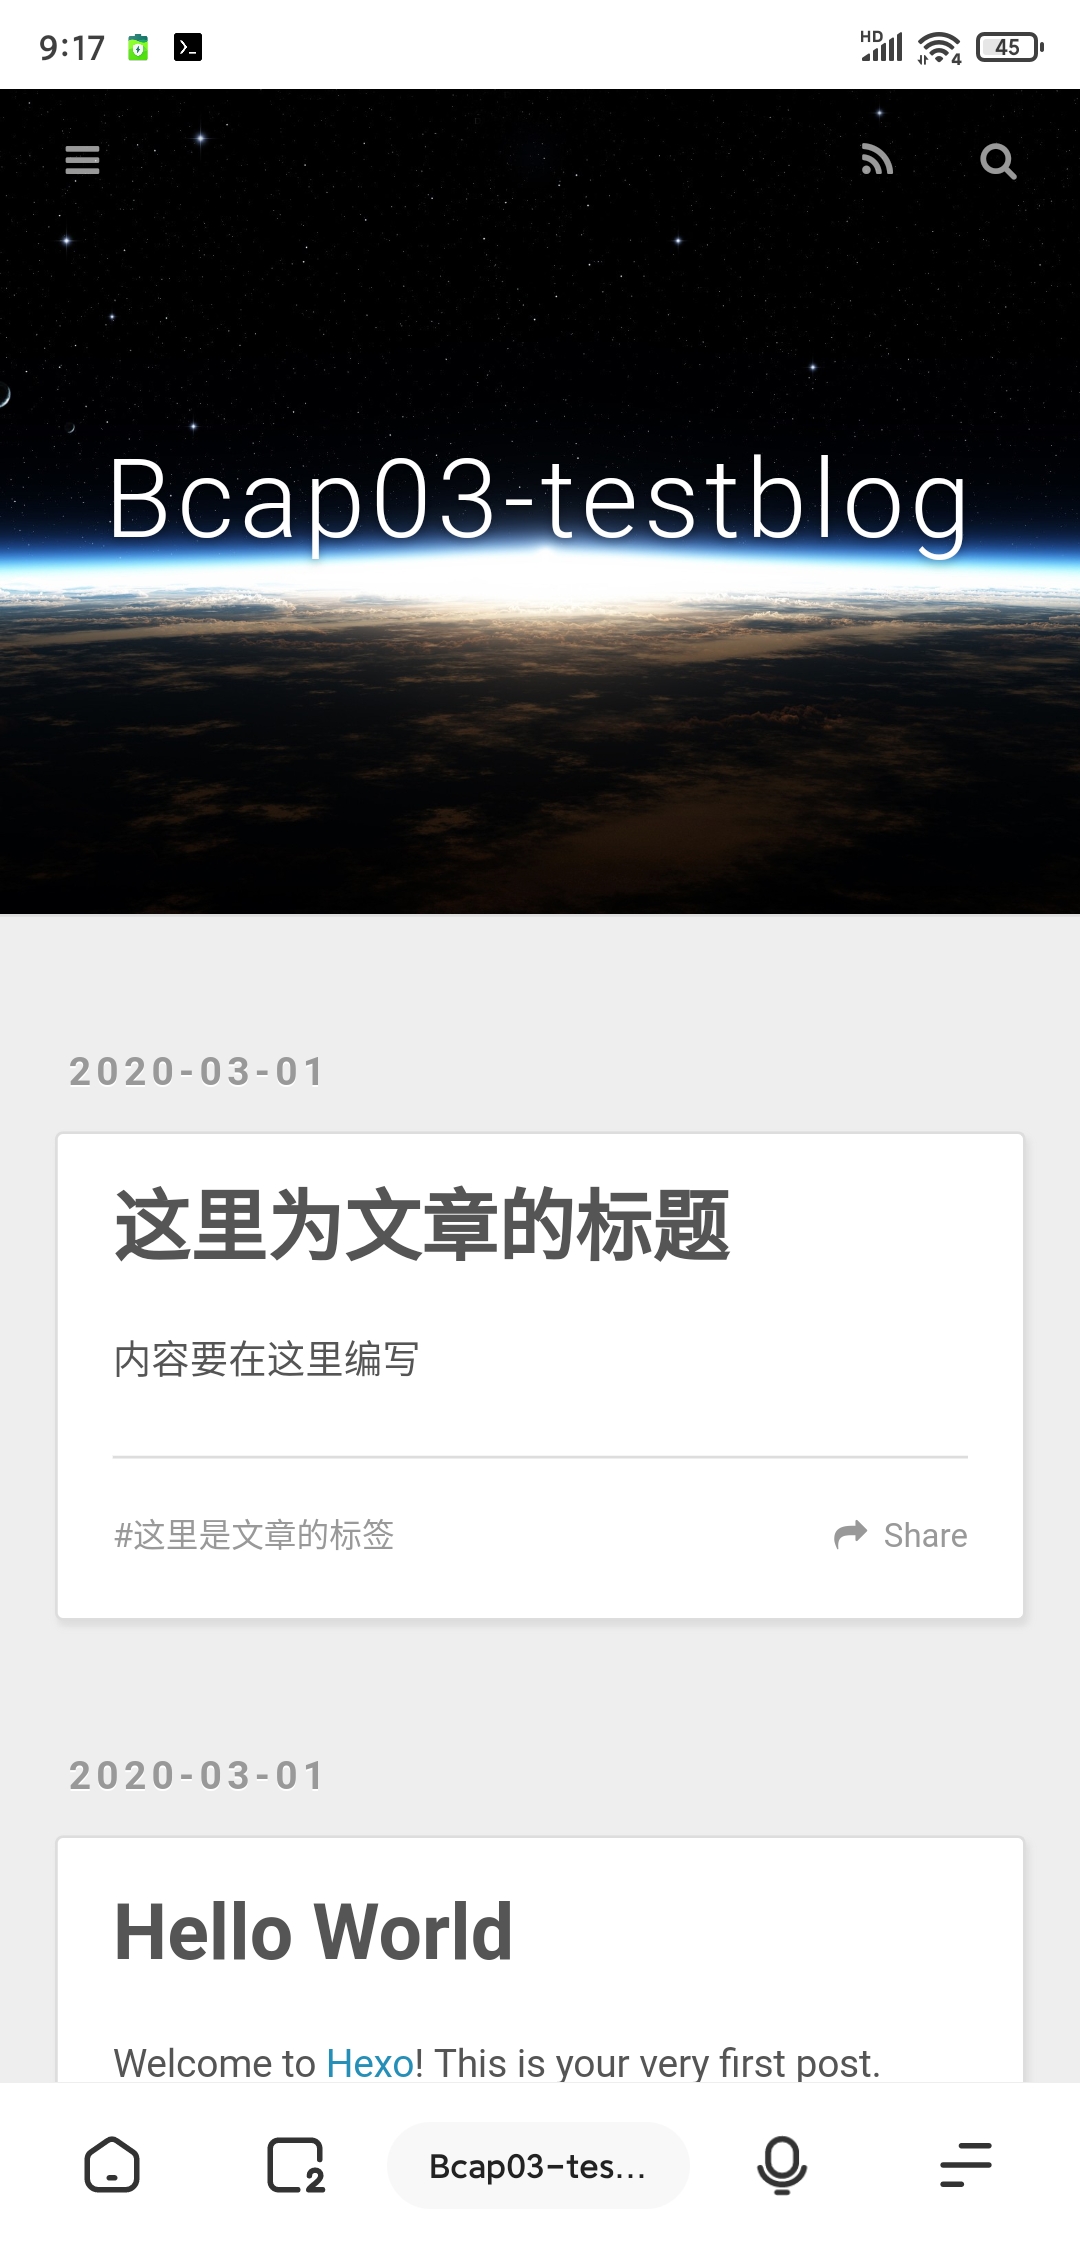 9:17
HD
4
45
Bcap03-testblog
2020-03-01
这里为文章的标题
内容要在这里编写
#这里是文章的标签
Share
2020-03-01
Hello World
Welcome to Hexo! This is your very first post.
2
Bcap03-tes...